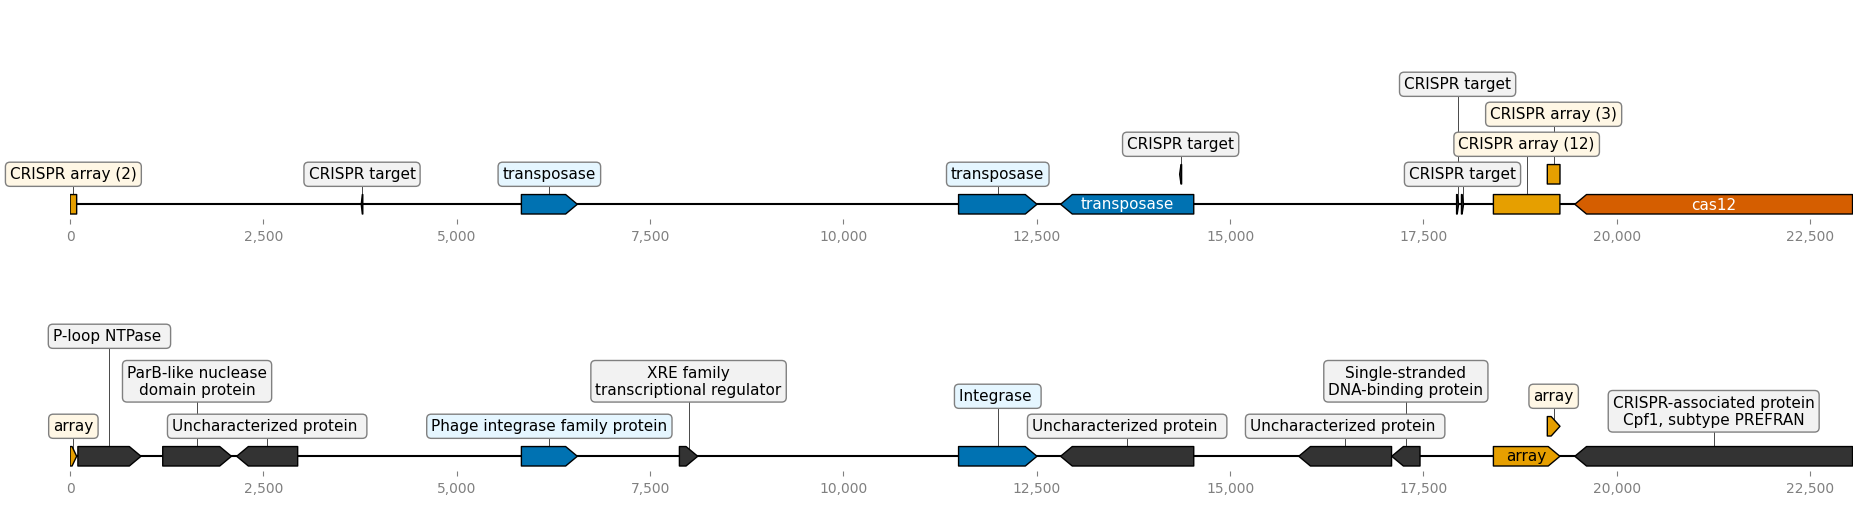 CRISPR target
CRISPR array (3)
CRISPR target
CRISPR array (12)
CRISPR array (2)
CRISPR target
transposase
transposase
CRISPR target
transposase
cas12
0
2,500
5,000
7,500
10,000
12,500
15,000
17,500
20,000
22,500
P-loop NTPase
ParB-like nuclease
domain protein
XRE family
transcriptional regulator
Single-stranded
DNA-binding protein
Integrase
array
CRISPR-associated protein
Cpf1, subtype PREFRAN
array
Uncharacterized protein
Phage integrase family protein
Uncharacterized protein
Uncharacterized protein
array
0
2,500
5,000
7,500
10,000
12,500
15,000
17,500
20,000
22,500